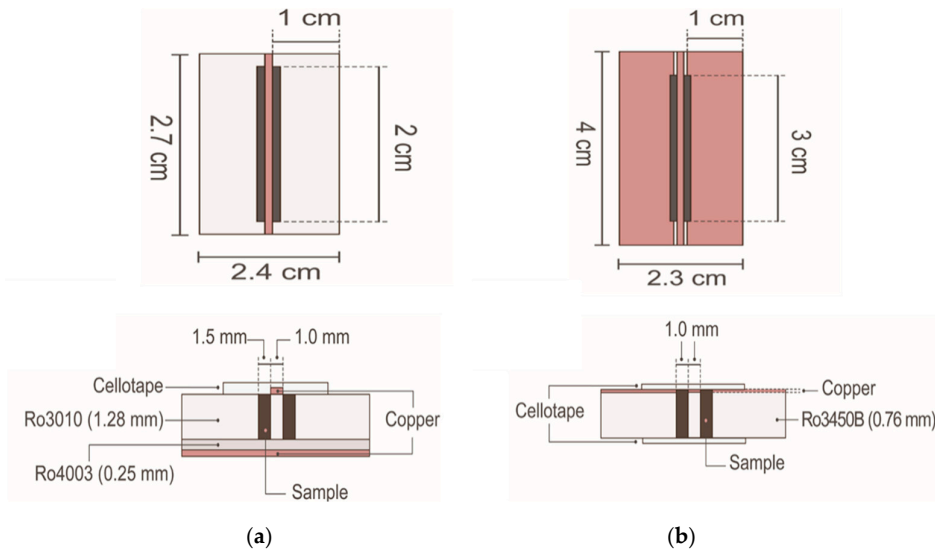 1 cm
2.7 cm
2 cm
2.4 cm
1 cm
4 cm
3 cm
2.3 cm
1.5 mm
1.0 mm
Cellotape
Ro3010 (1.28 mm)
Copper
Ro4003 (0.25 mm)
Sample
1.0 mm
Copper
Cellotape
Ro3450B (0.76 mm)
Sample
(a)
(b)